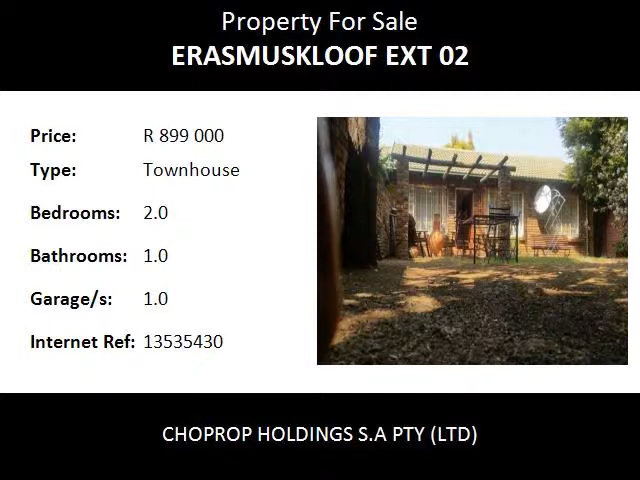 Property For Sale
ERASMUSKLOOF EXT 02
Price: R 899 000
Type: Townhouse
Bedrooms: 2.0
Bathrooms: 1.0
Garage/s: 1.0
Internet Ref: 13535430
CHOPROP HOLDINGS S.A PTY (LTD)